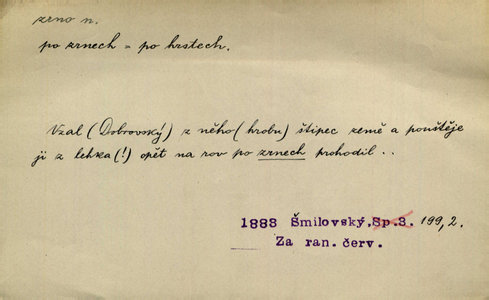 zrno n.
po zrnech = po hrstech.
Vzal (Dobrovský) z něho (hrobu) štipec země a pouštěje
ji z lehka (!) opět na rov po zrnech prohodil ..
1883 Šmilovský, Sp.3. 199,2.
Za ran. červ.